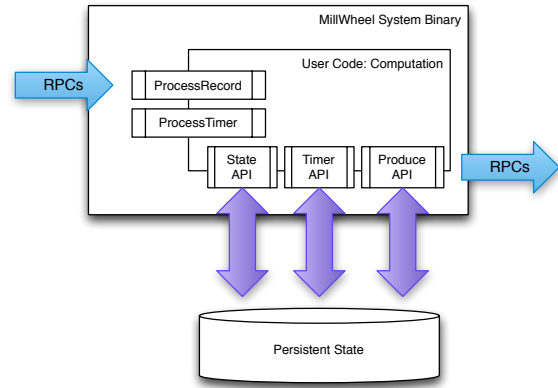 MillWheel System Binary
User Code: Computation
RPCs
ProcessRecord
ProcessTimer
State
API
Timer
API
Produce
API
RPCs
Persistent State